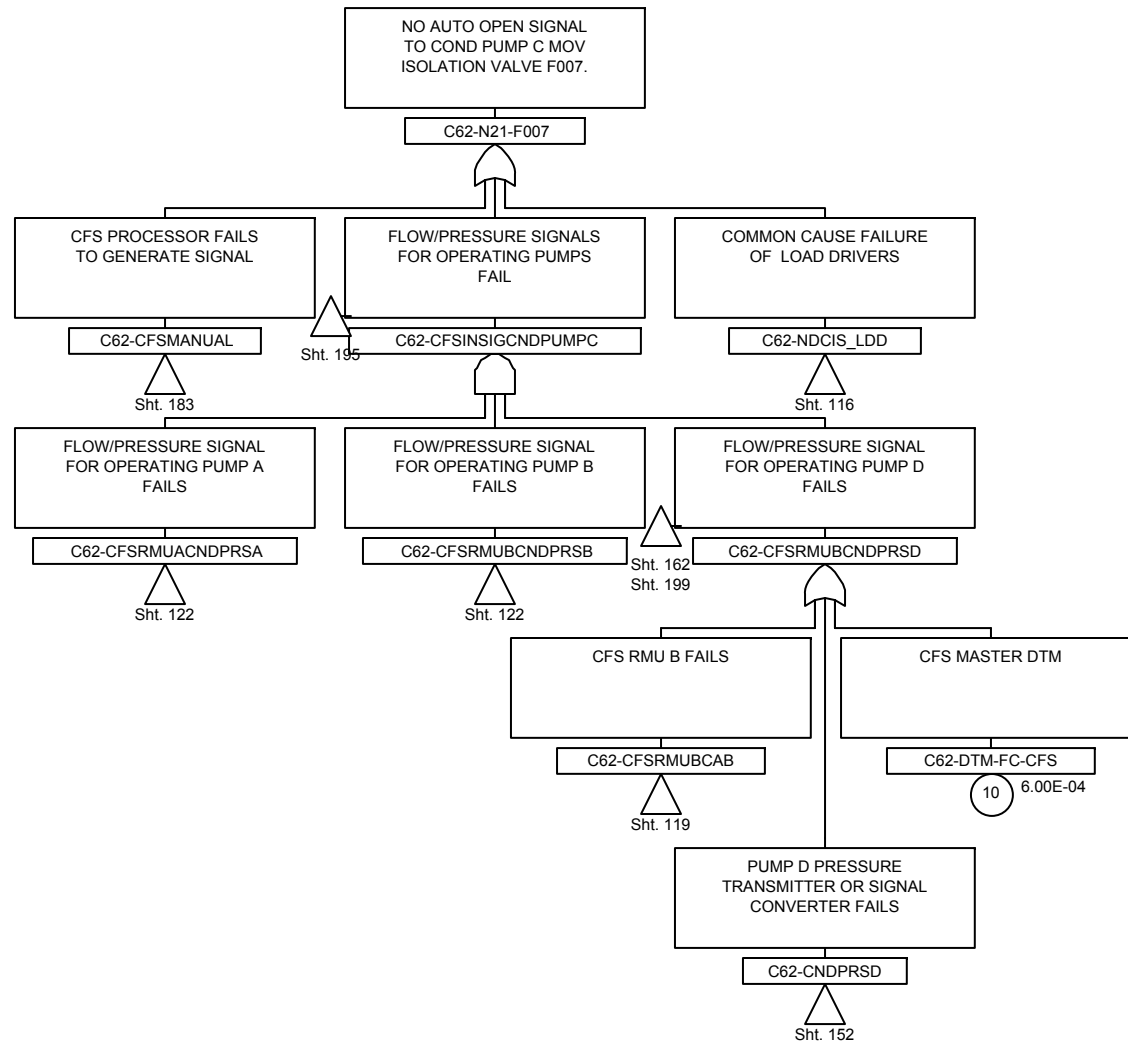 NO AUTO OPEN SIGNAL
TO COND PUMP C MOV
ISOLATION VALVE F007.
C62-N21-F007
CFS PROCESSOR FAILS
TO GENERATE SIGNAL
C62-CFSMANUAL
Sht. 183
FLOW/PRESSURE SIGNALS
FOR OPERATING PUMPS
FAIL
Sht. 195
C62-CFSINSIGCNDPUMPC
COMMON CAUSE FAILURE
OF LOAD DRIVERS
C62-NDCIS_LDD
Sht. 116
FLOW/PRESSURE SIGNAL
FOR OPERATING PUMP A
FAILS
C62-CFSRMUACNDPRSA
Sht. 122
FLOW/PRESSURE SIGNAL
FOR OPERATING PUMP B
FAILS
C62-CFSRMUBCNDPRSB
Sht. 122
FLOW/PRESSURE SIGNAL
FOR OPERATING PUMP D
FAILS
Sht. 162
Sht. 199
C62-CFSRMUBCNDPRSD
CFS RMU B FAILS
C62-CFSRMUBCAB
Sht. 119
CFS MASTER DTM
C62-DTM-FC-CFS
10
6.00E-04
PUMP D PRESSURE
TRANSMITTER OR SIGNAL
CONVERTER FAILS
C62-CNDPRSD
Sht. 152